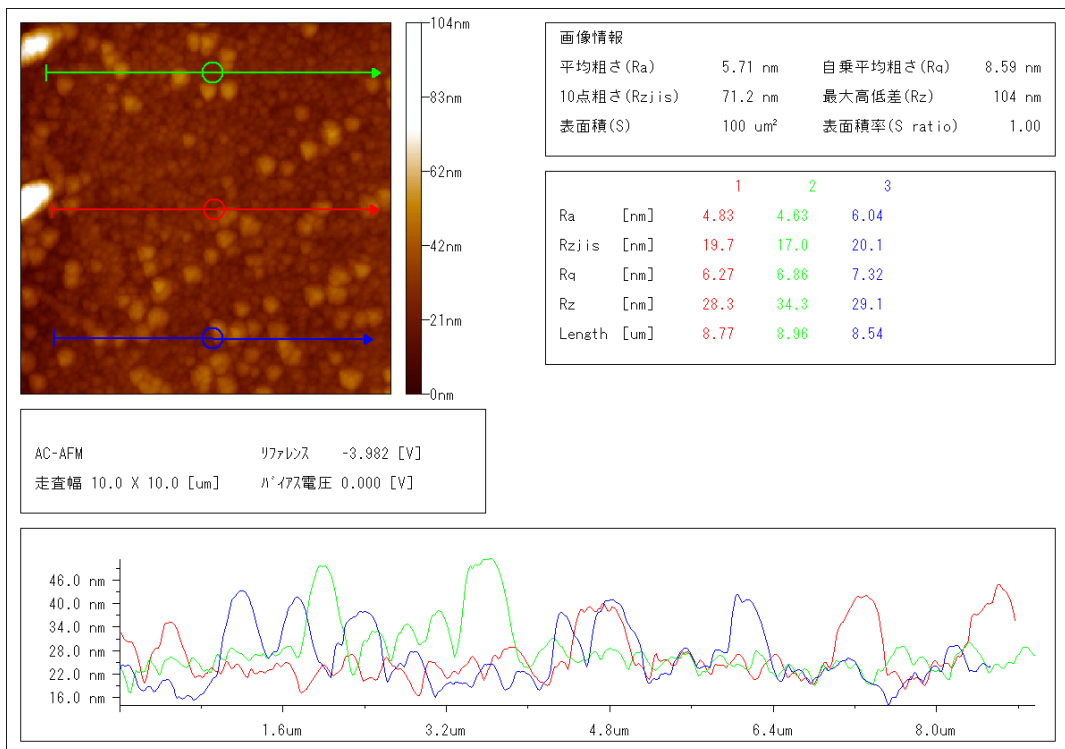 104nm
83nm
62nm
42nm
21nm
0nm
画像情報
平均粗さ(Ra) 5.71 nm 自乗平均粗さ(Rq) 8.59 nm
10点粗さ(Rzjis) 71.2 nm 最大高低差(Rz) 104 nm
表面積(S) 100 um² 表面積率(S ratio) 1.00
1 2 3
Ra [nm] 4.83 4.63 6.04
Rzjis [nm] 19.7 17.0 20.1
Rq [nm] 6.27 6.86 7.32
Rz [nm] 28.3 34.3 29.1
Length [um] 8.77 8.96 8.54
AC-AFM ﾘﾌｧﾚﾝｽ -3.982 [V]
走査幅 10.0 X 10.0 [um] ﾊﾞｲｱｽ電圧 0.000 [V]
46.0 nm
40.0 nm
34.0 nm
28.0 nm
22.0 nm
16.0 nm
1.6um 3.2um 4.8um 6.4um 8.0um